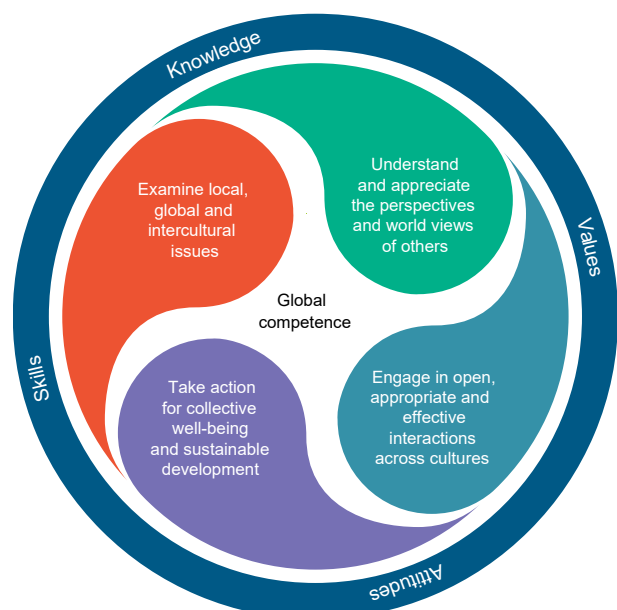 Knowledge
Examine local,
global and
intercultural
issues
Understand
and appreciate
the perspectives
and world views
of others
Values
Global
competence
Skills
Take action
for collective
well-being
and sustainable
development
Engage in open,
appropriate and
effective
interactions
across cultures
Attitudes